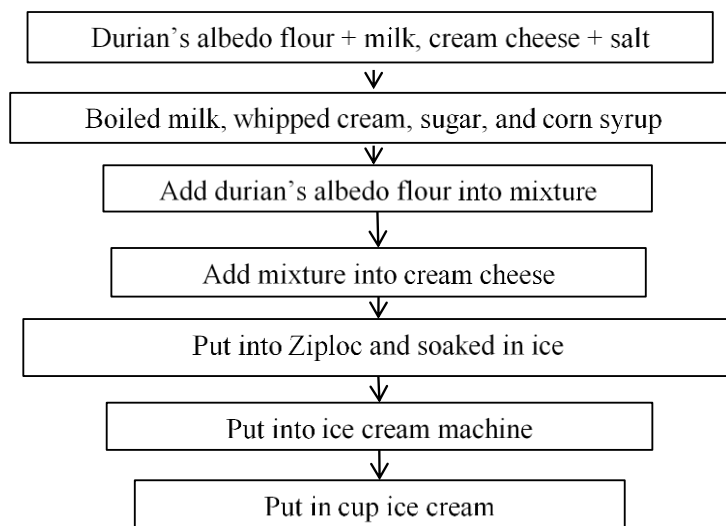 Durian's albedo flour + milk, cream cheese + salt
Boiled milk, whipped cream, sugar, and corn syrup
Add durian's albedo flour into mixture
Add mixture into cream cheese
Put into Ziploc and soaked in ice
Put into ice cream machine
Put in cup ice cream